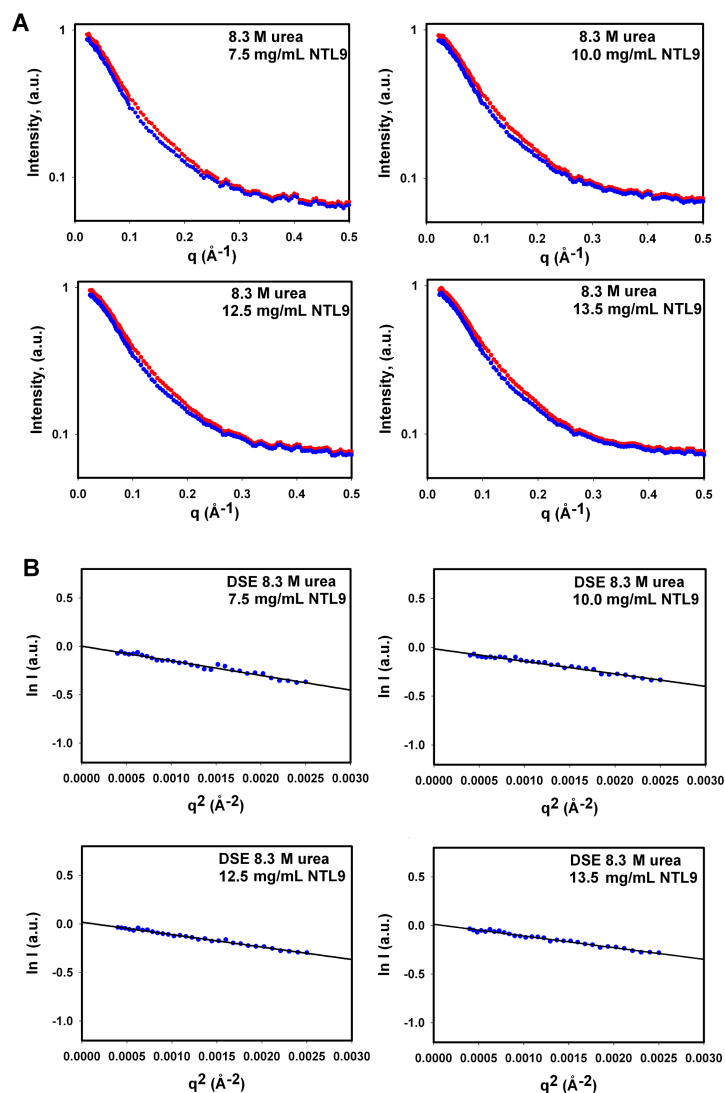 A
8.3 M urea
7.5 mg/mL NTL9
Intensity, (a.u.)
1
0.1
0.0 0.1 0.2 0.3 0.4 0.5
q (Å-1)
8.3 M urea
10.0 mg/mL NTL9
Intensity, (a.u.)
1
0.1
0.0 0.1 0.2 0.3 0.4 0.5
q (Å-1)
8.3 M urea
12.5 mg/mL NTL9
Intensity, (a.u.)
1
0.1
0.0 0.1 0.2 0.3 0.4 0.5
q (Å-1)
8.3 M urea
13.5 mg/mL NTL9
Intensity, (a.u.)
1
0.1
0.0 0.1 0.2 0.3 0.4 0.5
q (Å-1)
B
DSE 8.3 M urea
7.5 mg/mL NTL9
ln I (a.u.)
0.5
0.0
-0.5
-1.0
0.0000 0.0005 0.0010 0.0015 0.0020 0.0025 0.0030
q2 (Å-2)
DSE 8.3 M urea
10.0 mg/mL NTL9
ln I (a.u.)
0.5
0.0
-0.5
-1.0
0.0000 0.0005 0.0010 0.0015 0.0020 0.0025 0.0030
q2 (Å-2)
DSE 8.3 M urea
12.5 mg/mL NTL9
ln I (a.u.)
0.5
0.0
-0.5
-1.0
0.0000 0.0005 0.0010 0.0015 0.0020 0.0025 0.0030
q2 (Å-2)
DSE 8.3 M urea
13.5 mg/mL NTL9
ln I (a.u.)
0.5
0.0
-0.5
-1.0
0.0000 0.0005 0.0010 0.0015 0.0020 0.0025 0.0030
q2 (Å-2)